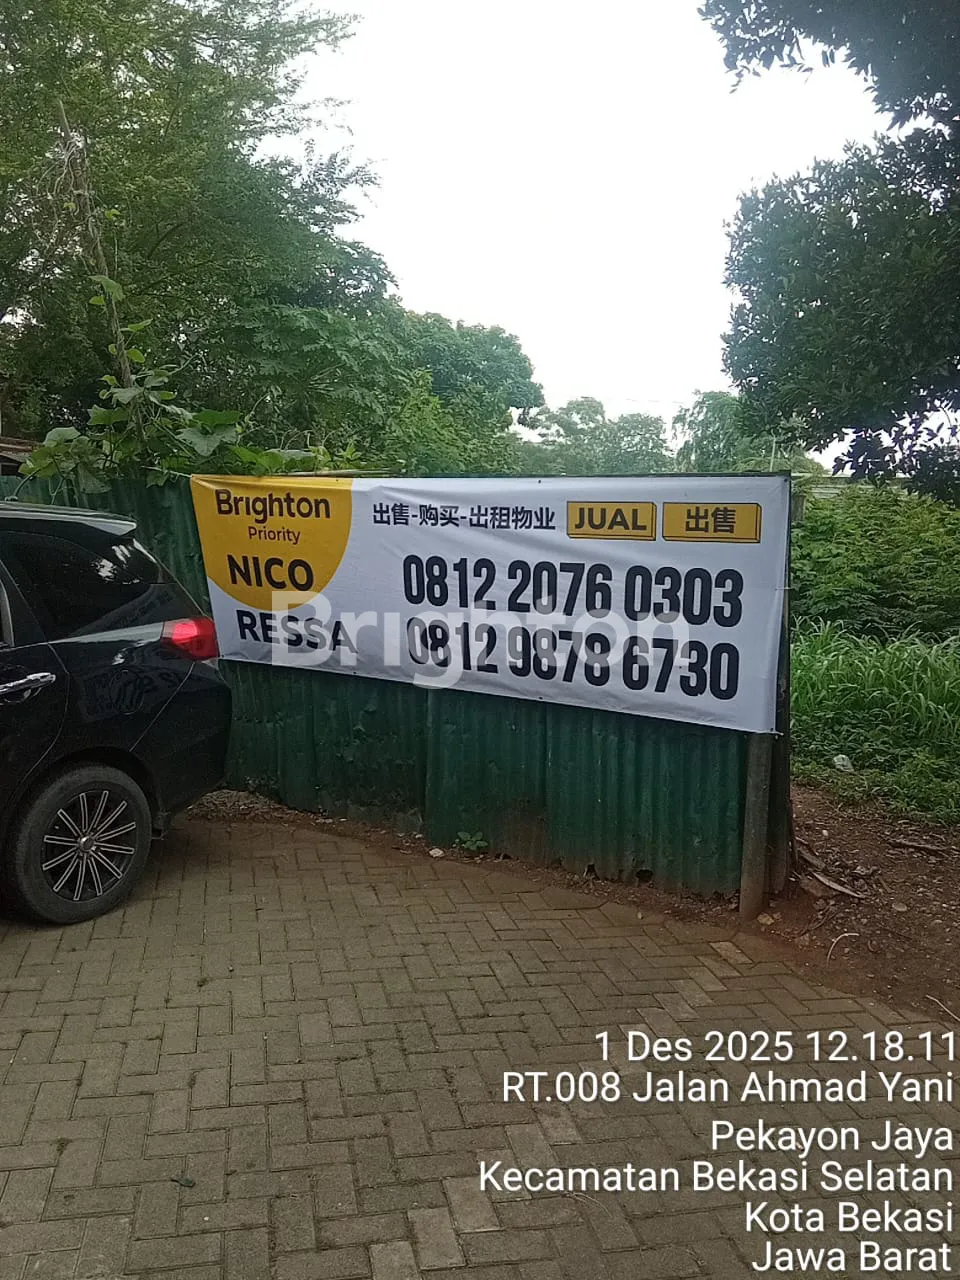 Brighton
Priority
出售-购买-出租物业 JUAL 出售
NICO 0812 2076 0303
RESSA 0812 9878 6730
Brighton
1 Des 2025 12.18.11
RT.008 Jalan Ahmad Yani
Pekayon Jaya
Kecamatan Bekasi Selatan
Kota Bekasi
Jawa Barat